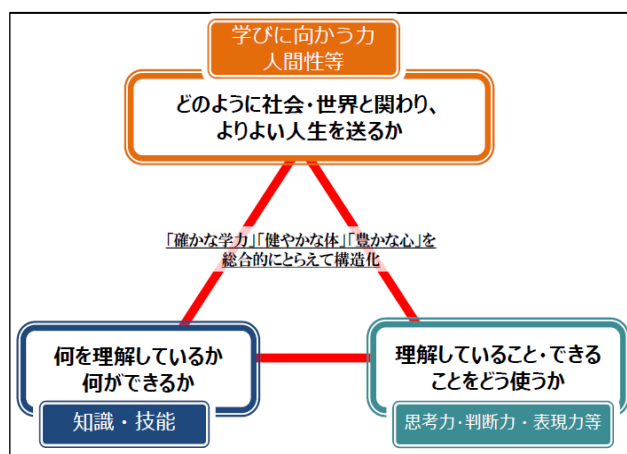 学びに向かう力
人間性等
どのように社会・世界と関わり、
よりよい人生を送るか
「確かな学力」「健やかな体」「豊かな心」を
総合的にとらえて構造化
何を理解しているか
何ができるか
知識・技能
理解していること・できる
ことをどう使うか
思考力・判断力・表現力等